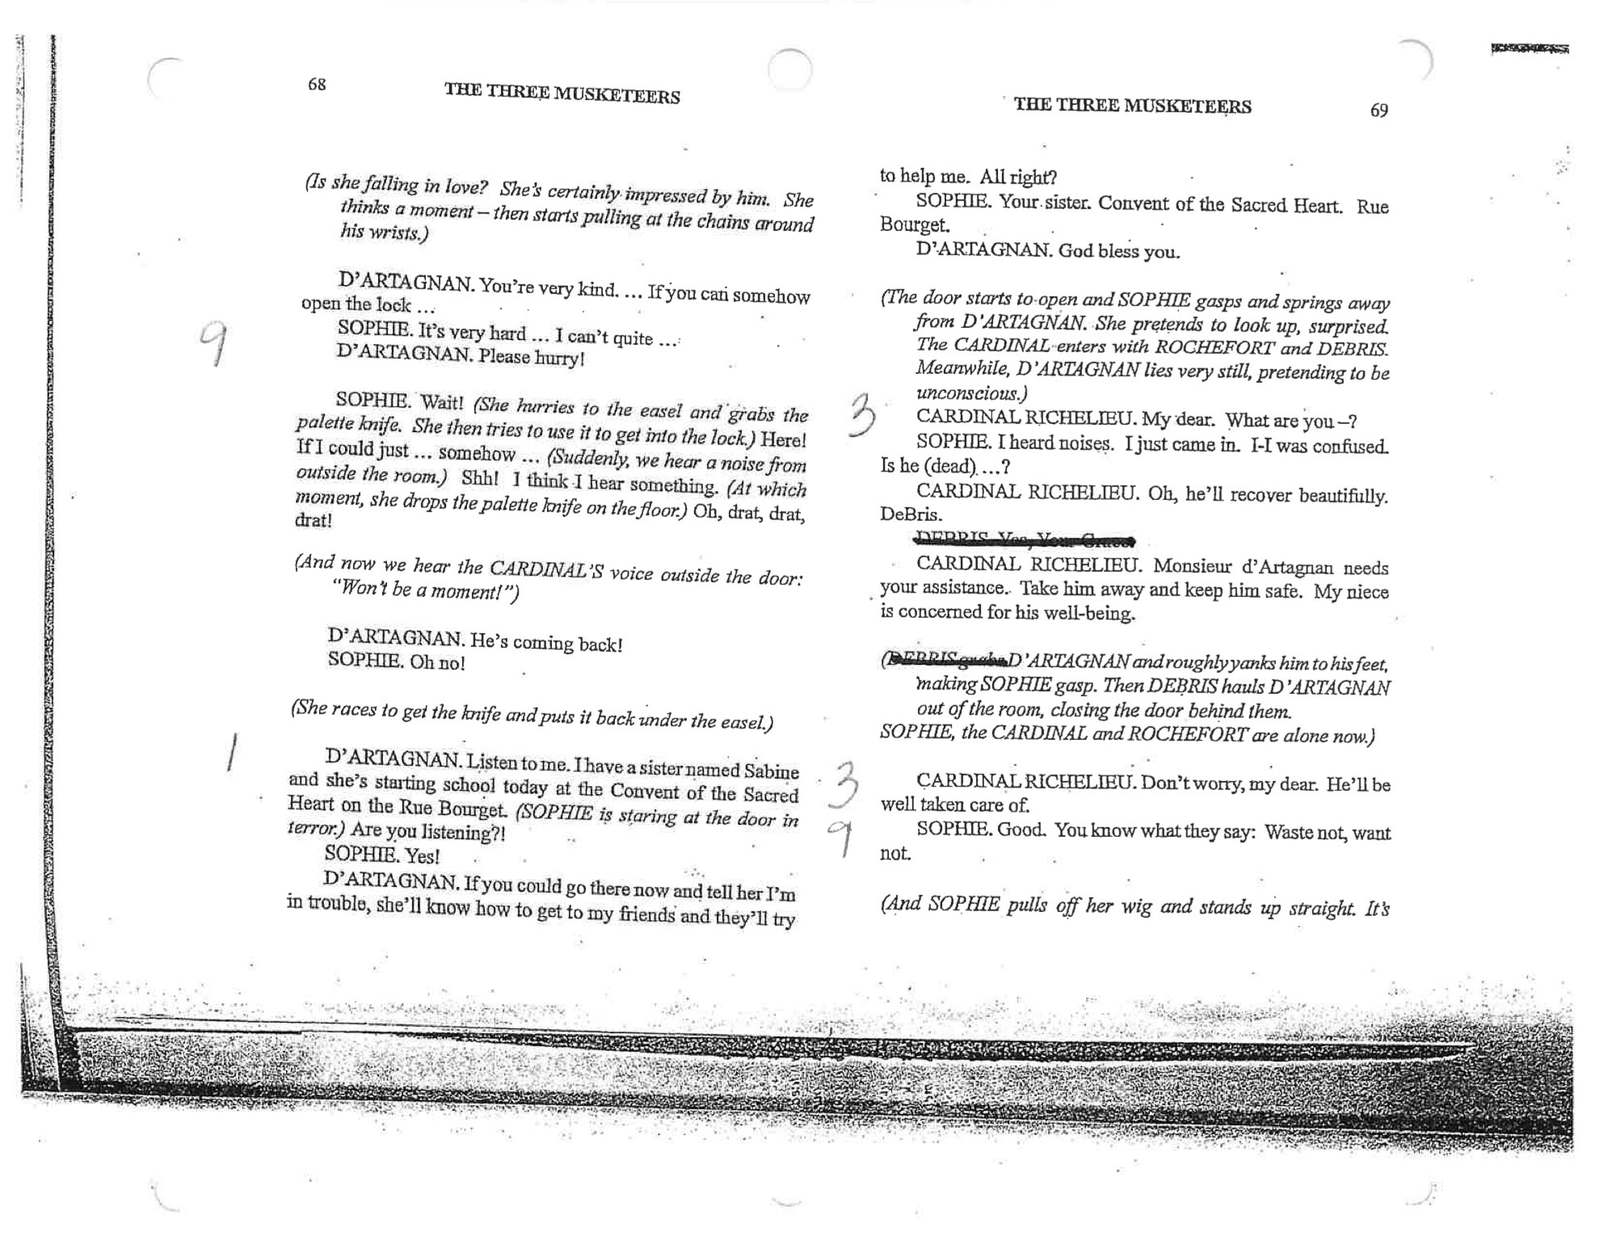 68
THE THREE MUSKETEERS
(Is she falling in love? She's certainly impressed by him. She
thinks a moment – then starts pulling at the chains around
his wrists.)
D'ARTAGNAN. You're very kind. ... If you can somehow
open the lock ...
9
SOPHIE. It's very hard ... I can't quite ...
D'ARTAGNAN. Please hurry!
SOPHIE. Wait! (She hurries to the easel and grabs the
palette knife. She then tries to use it to get into the lock.) Here!
If I could just ... somehow ... (Suddenly, we hear a noise from
outside the room.) Shh! I think I hear something. (At which
moment, she drops the palette knife on the floor.) Oh, drat, drat,
drat!
(And now we hear the CARDINAL'S voice outside the door:
"Won't be a moment!")
D'ARTAGNAN. He's coming back!
SOPHIE. Oh no!
(She races to get the knife and puts it back under the easel.)
1
D'ARTAGNAN. Listen to me. I have a sister named Sabine
and she's starting school today at the Convent of the Sacred
Heart on the Rue Bourget. (SOPHIE is staring at the door in
terror.) Are you listening?!
SOPHIE. Yes!
D'ARTAGNAN. If you could go there now and tell her I'm
in trouble, she'll know how to get to my friends and they'll try
THE THREE MUSKETEERS
69
to help me. All right?
SOPHIE. Your sister. Convent of the Sacred Heart. Rue
Bourget.
D'ARTAGNAN. God bless you.
(The door starts to open and SOPHIE gasps and springs away
from D'ARTAGNAN. She pretends to look up, surprised.
The CARDINAL enters with ROCHEFORT and DEBRIS.
Meanwhile, D'ARTAGNAN lies very still, pretending to be
unconscious.)
3
CARDINAL RICHELIEU. My dear. What are you –?
SOPHIE. I heard noises. I just came in. I-I was confused.
Is he (dead) ...?
CARDINAL RICHELIEU. Oh, he'll recover beautifully.
DeBris.
DEBRIS. Yes, Your Grace.
CARDINAL RICHELIEU. Monsieur d'Artagnan needs
your assistance. Take him away and keep him safe. My niece
is concerned for his well-being.
(DEBRIS grabs D'ARTAGNAN and roughly yanks him to his feet,
making SOPHIE gasp. Then DEBRIS hauls D'ARTAGNAN
out of the room, closing the door behind them.
SOPHIE, the CARDINAL and ROCHEFORT are alone now.)
3
CARDINAL RICHELIEU. Don't worry, my dear. He'll be
well taken care of.
9
SOPHIE. Good. You know what they say: Waste not, want
not.
(And SOPHIE pulls off her wig and stands up straight. It's